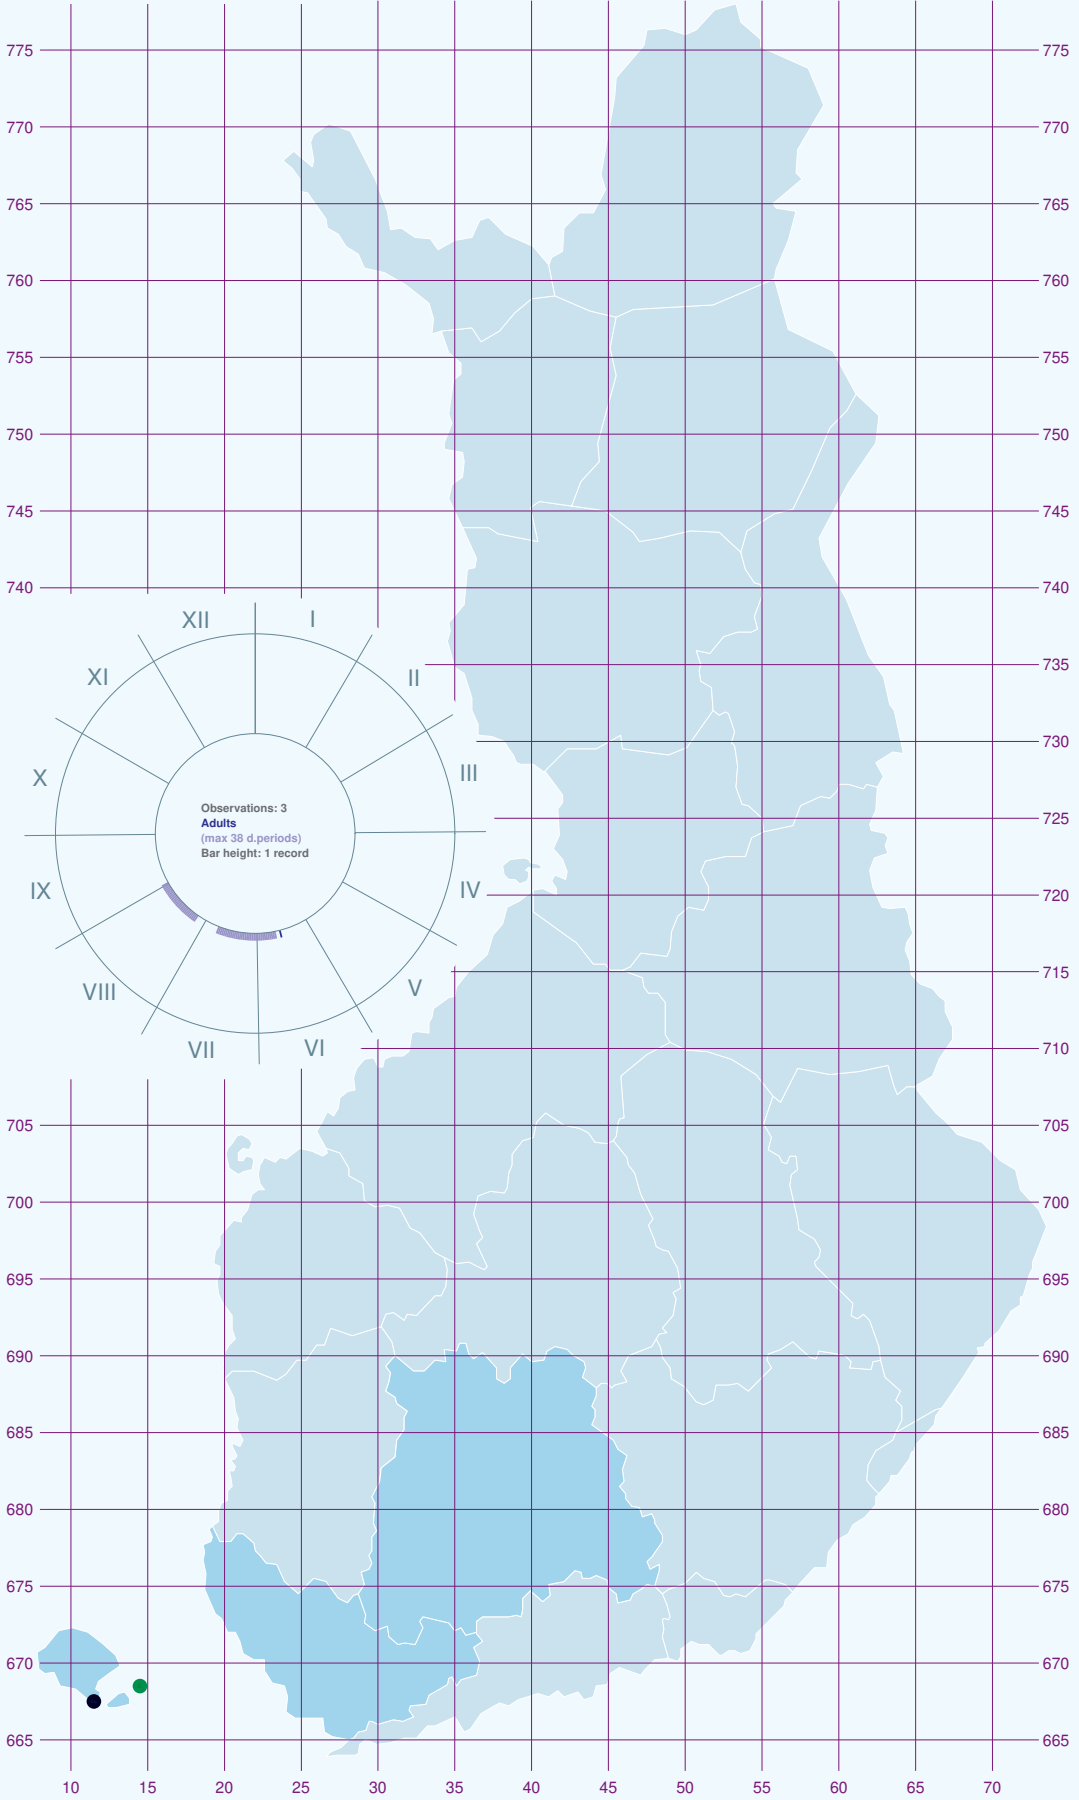 775 775
770 770
765 765
760 760
755 755
750 750
745 745
740 740
XII I
XI II
735 735
730 730
X III
Observations: 3
Adults
(max 38 d.periods)
Bar height: 1 record
725
IX IV
720
VIII V
715
VII VI
710
705 705
700 700
695 695
690 690
685 685
680 680
675 675
670 670
665 665
10 15 20 25 30 35 40 45 50 55 60 65 70